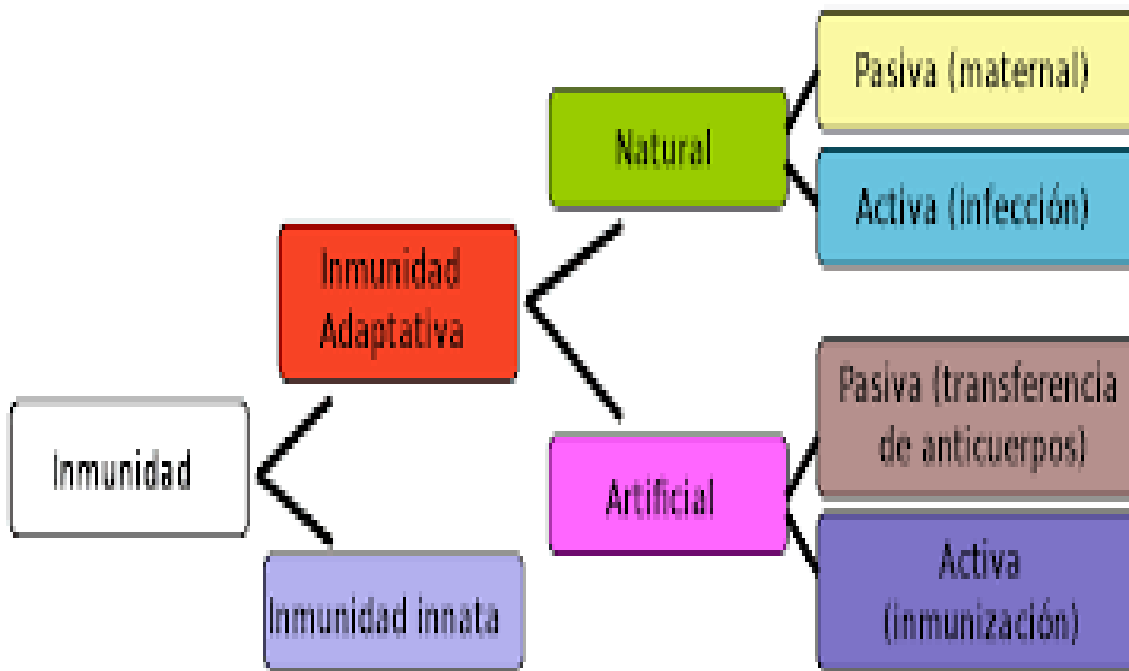 Pasiva (maternal)
Natural
Activa (infección)
Inmunidad
Adaptativa
Pasiva (transferencia
de anticuerpos)
Inmunidad
Artificial
Activa
(inmunización)
Inmunidad innata